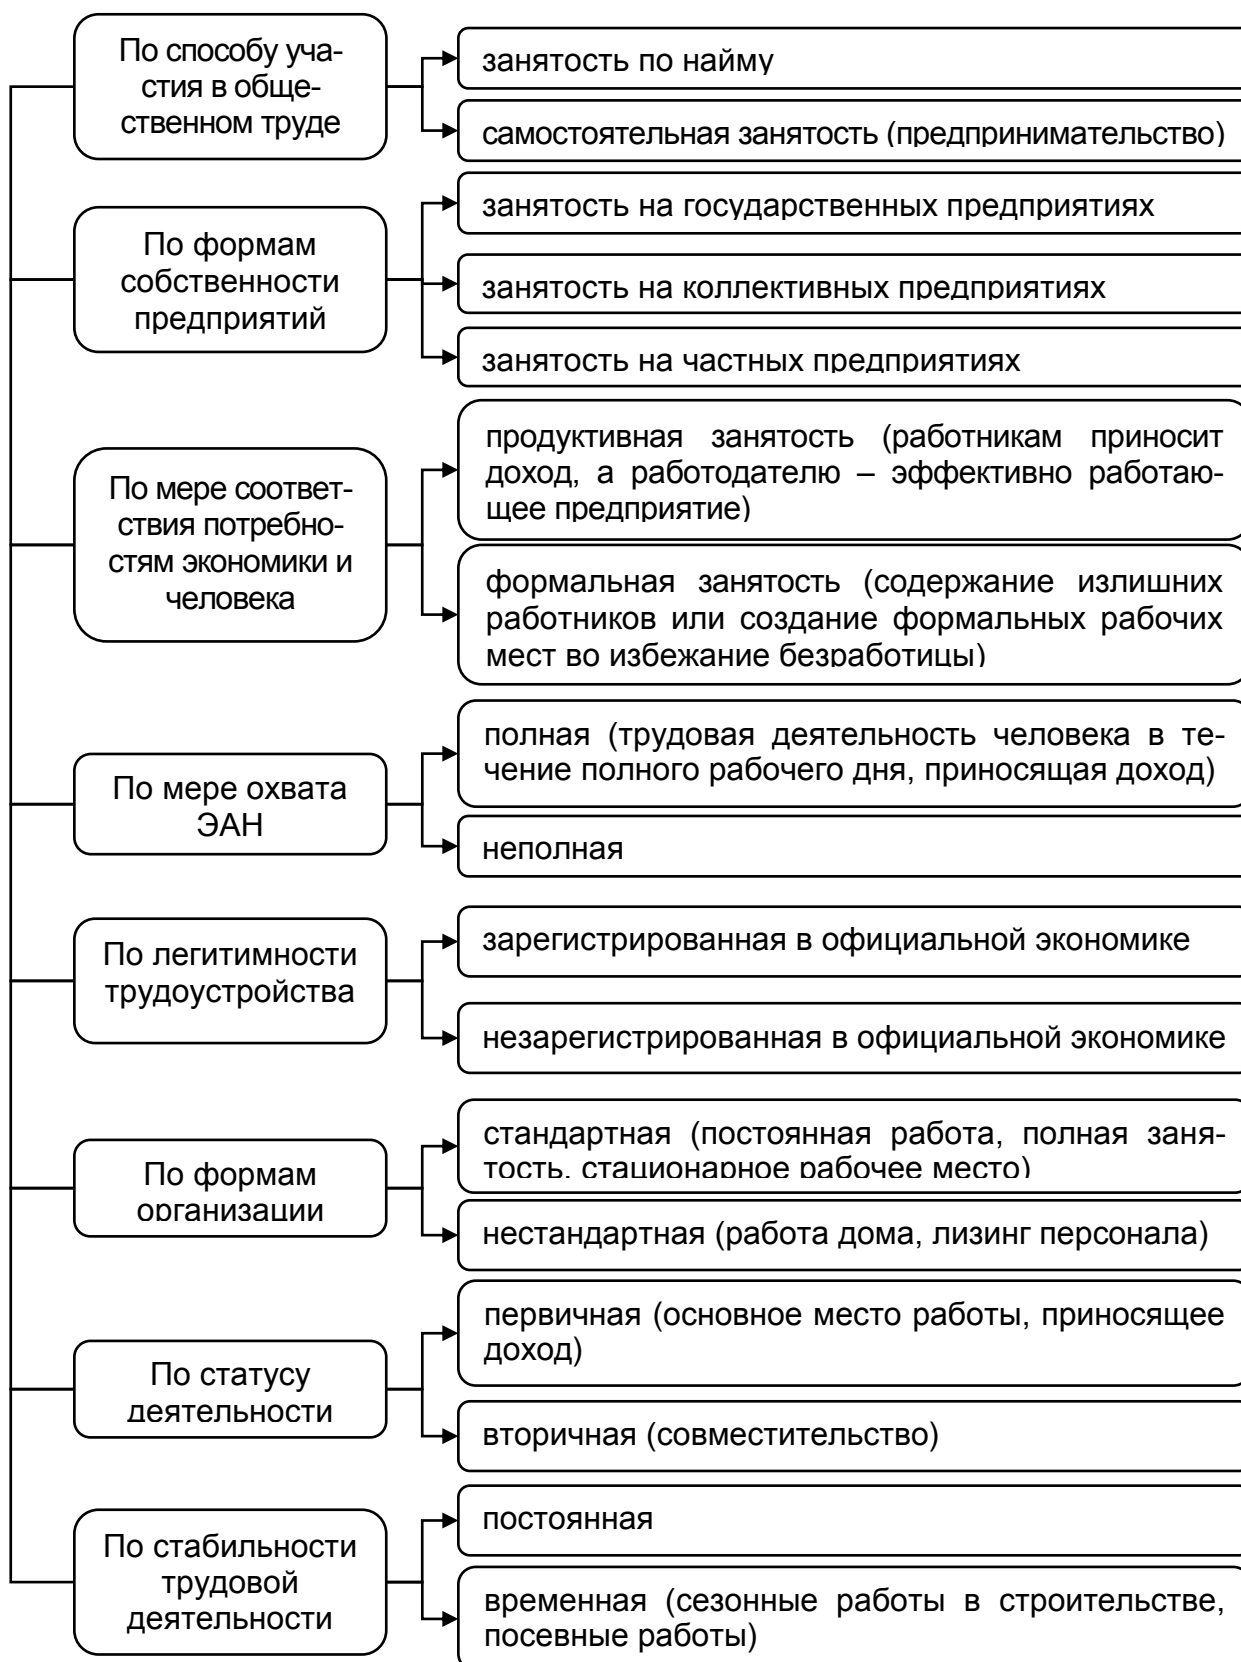 По способу уча-
стия в обще-
ственном труде
занятость по найму
самостоятельная занятость (предпринимательство)
По формам
собственности
предприятий
занятость на государственных предприятиях
занятость на коллективных предприятиях
занятость на частных предприятиях
По мере соответ-
ствия потребно-
стям экономики и
человека
продуктивная занятость (работникам приносит
доход, а работодателю – эффективно работаю-
щее предприятие)
формальная занятость (содержание излишних
работников или создание формальных рабочих
мест во избежание безработицы)
По мере охвата
ЭАН
полная (трудовая деятельность человека в те-
чение полного рабочего дня, приносящая доход)
неполная
По легитимности
трудоустройства
зарегистрированная в официальной экономике
незарегистрированная в официальной экономике
По формам
организации
стандартная (постоянная работа, полная заня-
тость, стационарное рабочее место)
нестандартная (работа дома, лизинг персонала)
По статусу
деятельности
первичная (основное место работы, приносящее
доход)
вторичная (совместительство)
По стабильности
трудовой
деятельности
постоянная
временная (сезонные работы в строительстве,
посевные работы)